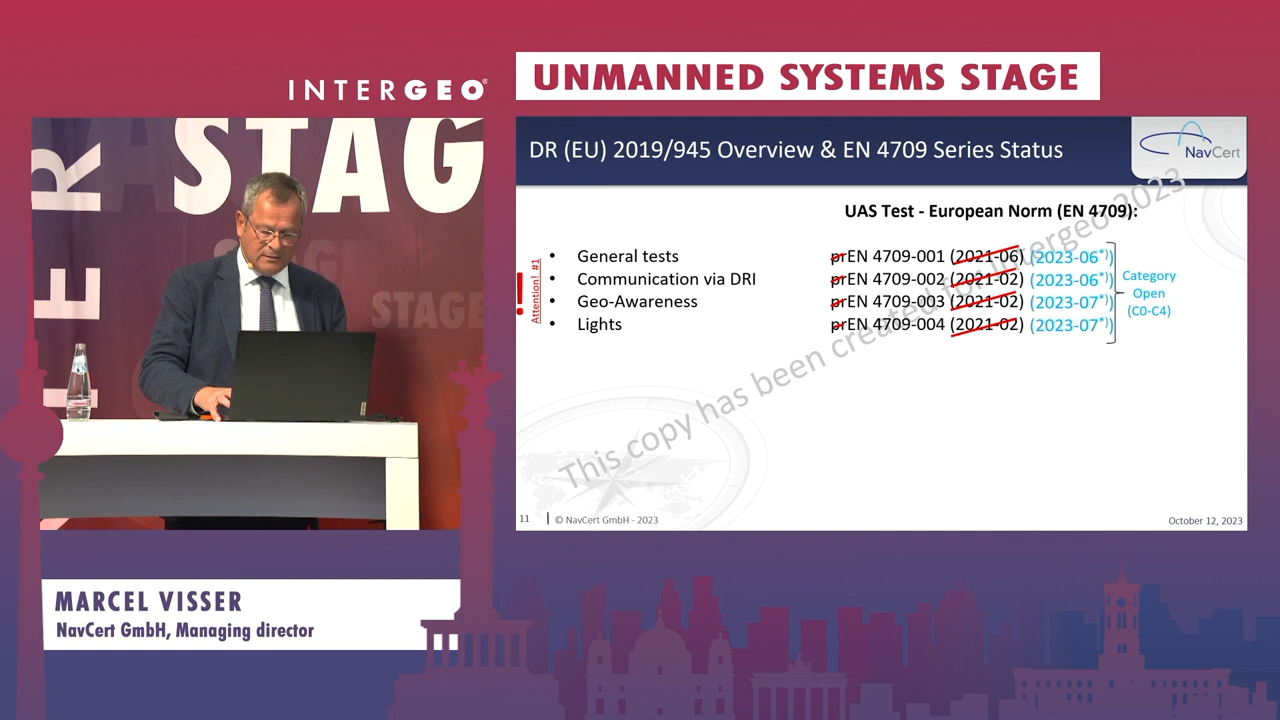 INTERGEO®
UNMANNED SYSTEMS STAGE
STAG
STAGE
DR (EU) 2019/945 Overview & EN 4709 Series Status
NavCert
UAS Test - European Norm (EN 4709):
Attention! #1
• General tests prEN 4709-001 (2021-06) (2023-06*))
• Communication via DRI prEN 4709-002 (2021-02) (2023-06*))
• Geo-Awareness prEN 4709-003 (2021-02) (2023-07*))
• Lights prEN 4709-004 (2021-02) (2023-07*))
Category
Open
(C0-C4)
This copy has been created for Intergeo 2023
11 | © NavCert GmbH - 2023
October 12, 2023
MARCEL VISSER
NavCert GmbH, Managing director